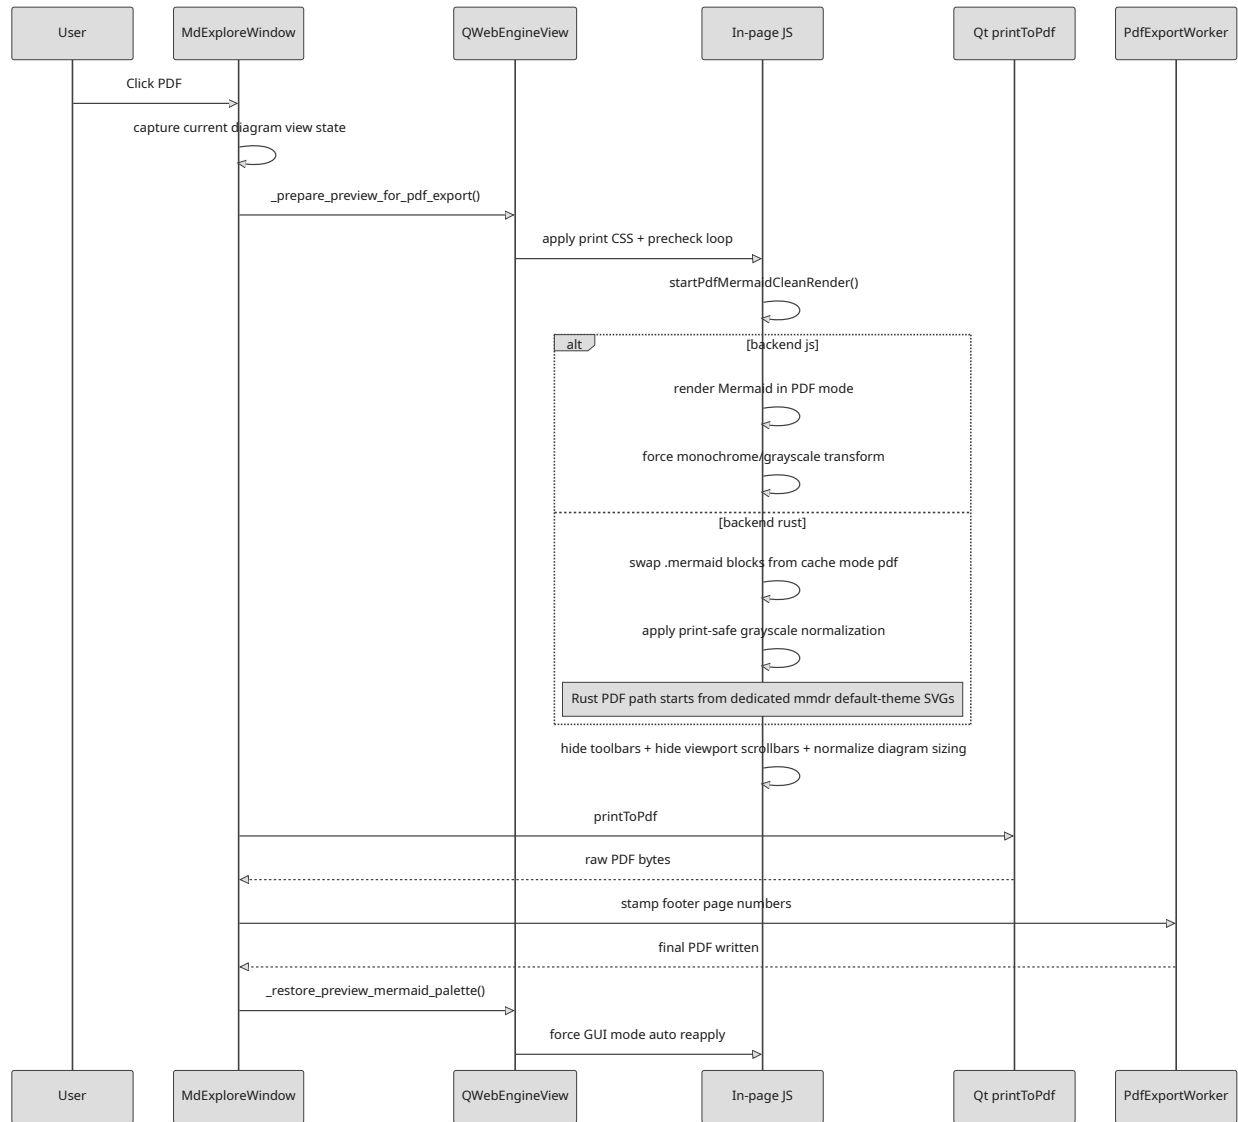 User
MdExploreWindow
QWebEngineView
In-page JS
Qt printToPdf
PdfExportWorker
Click PDF
capture current diagram view state
_prepare_preview_for_pdf_export()
apply print CSS + precheck loop
startPdfMermaidCleanRender()
alt
[backend js]
render Mermaid in PDF mode
force monochrome/grayscale transform
[backend rust]
swap .mermaid blocks from cache mode pdf
apply print-safe grayscale normalization
Rust PDF path starts from dedicated mmdr default-theme SVGs
hide toolbars + hide viewport scrollbars + normalize diagram sizing
printToPdf
raw PDF bytes
stamp footer page numbers
final PDF written
_restore_preview_mermaid_palette()
force GUI mode auto reapply
User
MdExploreWindow
QWebEngineView
In-page JS
Qt printToPdf
PdfExportWorker